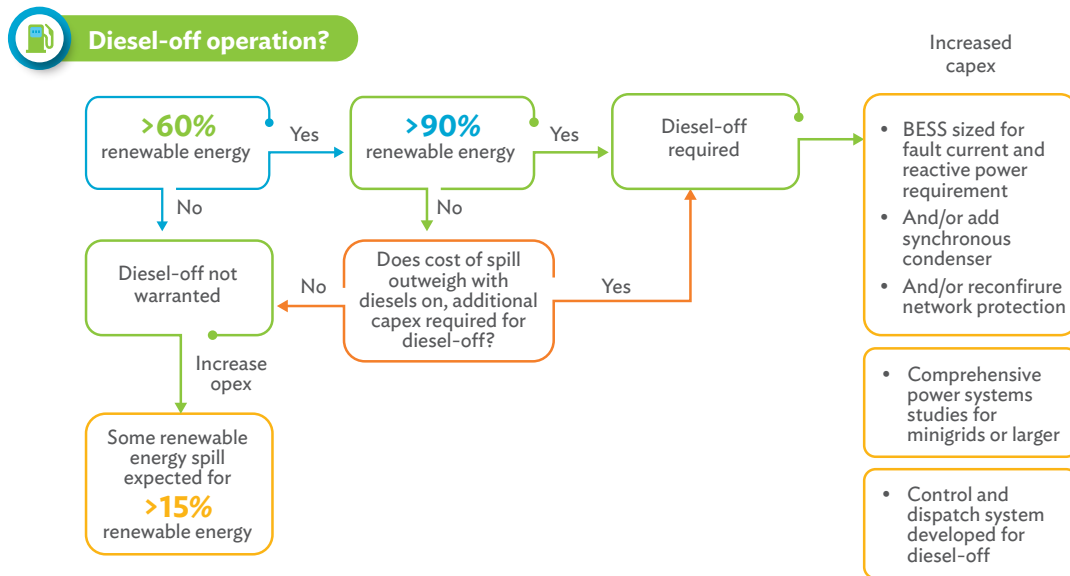 Diesel-off operation?
Increased
capex
>60%
renewable energy
Yes
>90%
renewable energy
Yes
Diesel-off
required
• BESS sized for
fault current and
reactive power
requirement
• And/or add
synchronous
condenser
• And/or reconfirure
network protection
No
No
Diesel-off not
warranted
No
Does cost of spill
outweigh with
diesels on, additional
capex required for
diesel-off?
Yes
Increase
opex
• Comprehensive
power systems
studies for
minigrids or larger
Some renewable
energy spill
expected for
>15%
renewable energy
• Control and
dispatch system
developed for
diesel-off